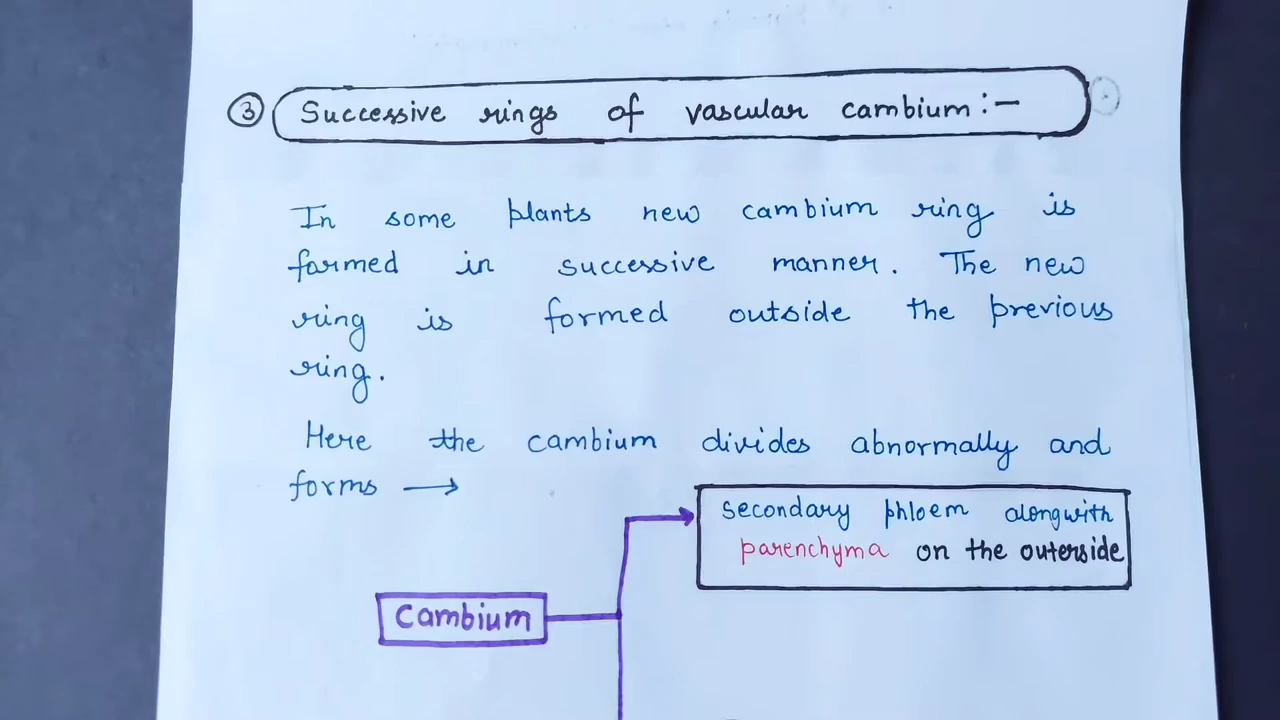 ③ Successive rings of vascular cambium:-
In some plants new cambium ring is
formed in successive manner. The new
ring is formed outside the previous
ring.
Here the cambium divides abnormally and
forms →
secondary phloem alongwith
parenchyma on the outerside
Cambium